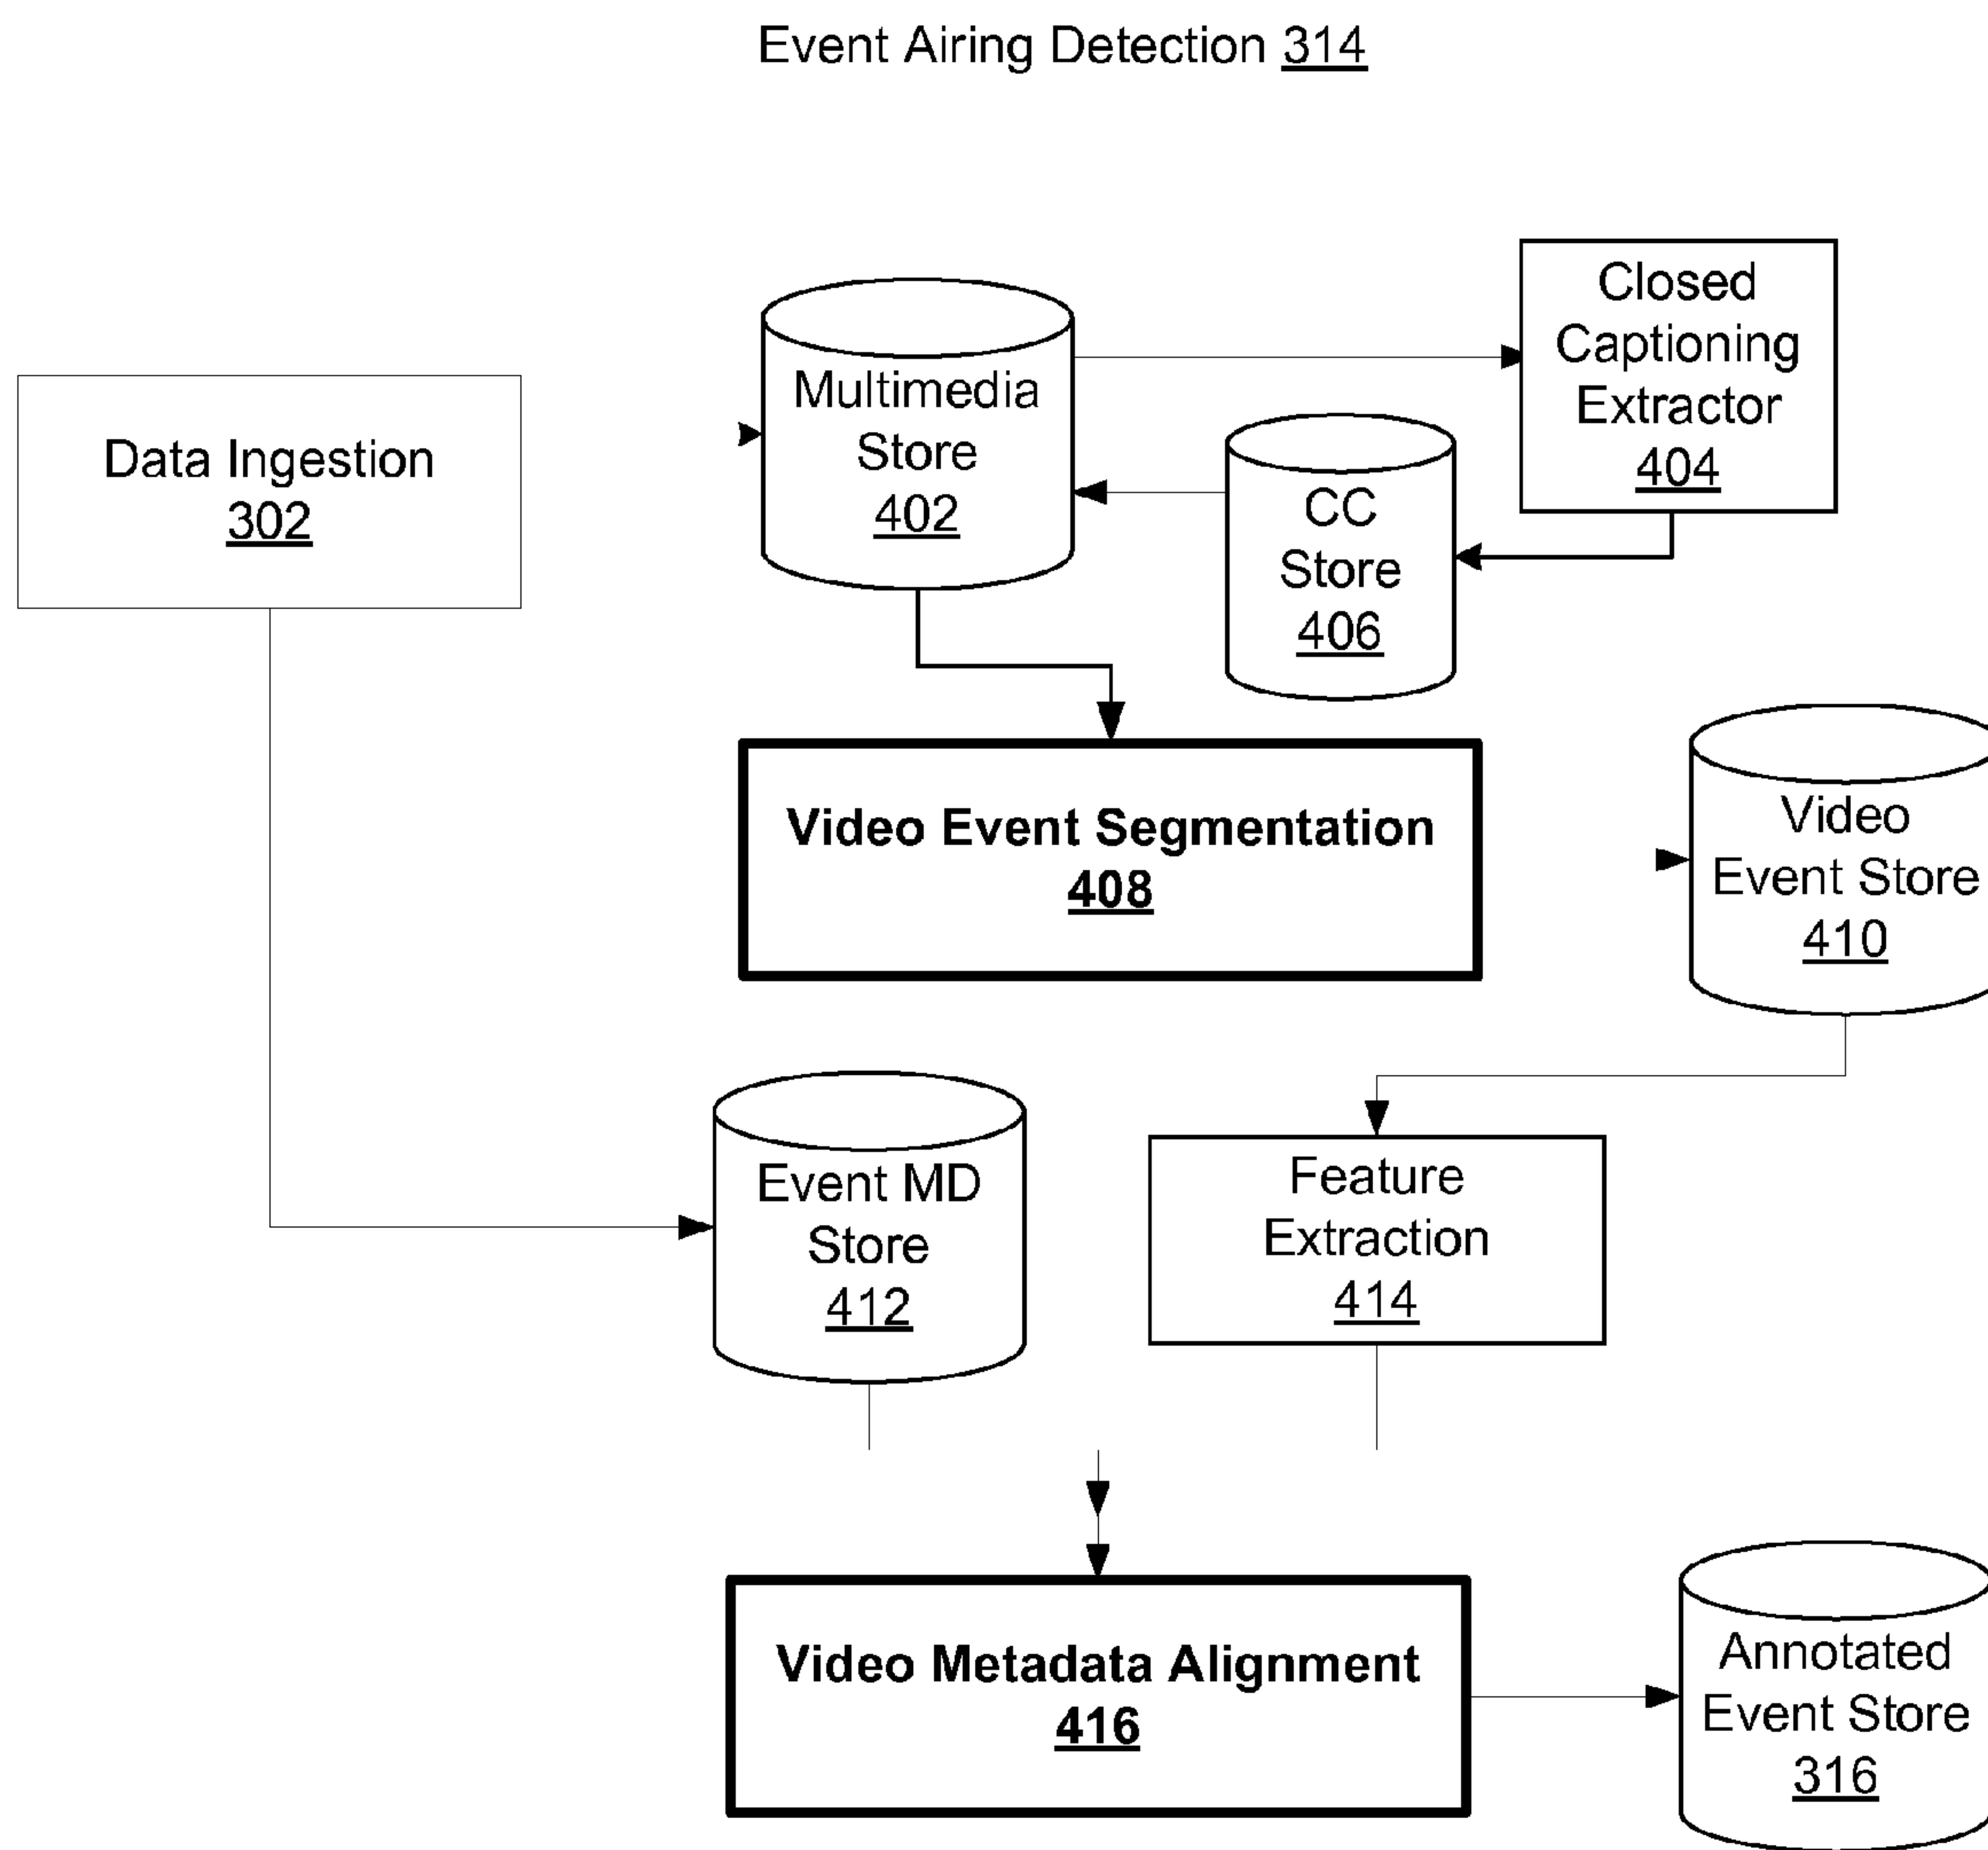 Event Airing Detection 314
Closed
Captioning
Extractor
404
Multimedia
Store
402
Data Ingestion
302
CC
Store
406
Video Event Segmentation
408
Video
Event Store
410
Event MD
Store
412
Feature
Extraction
414
Video Metadata Alignment
416
Annotated
Event Store
316